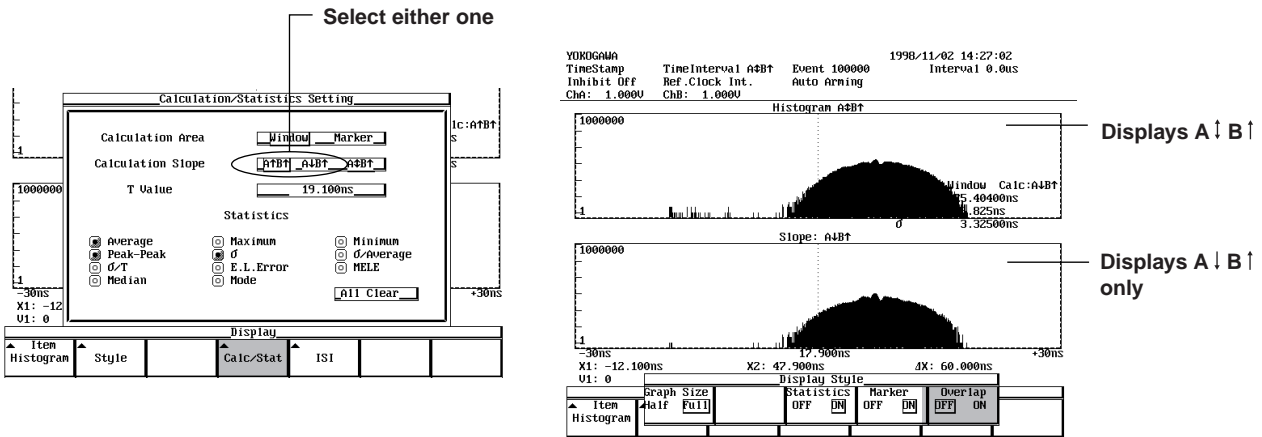 Select either one
Calculation/Statistics Setting
lc:A↑B↑
s
1
Calculation Area Window Marker
Calculation Slope A↑B↑ A↓B↑ A↕B↑
s
1000000
T Value 19.100ns
Statistics
Average Maximum Minimum
Peak-Peak σ σ/Average
σ/T E.L.Error MELE
Median Mode
All Clear
1
-30ns +30ns
X1: -12
V1: 0
Display
Item
Histogram Style Calc/Stat ISI
YOKOGAWA 1998/11/02 14:27:02
TimeStamp TimeInterval A↕B↑ Event 100000 Interval 0.0us
Inhibit Off Ref.Clock Int. Auto Arming
ChA: 1.000V ChB: 1.000V
Histogram A↕B↑
1000000
Displays A↕B↑
Window Calc:A↓B↑
5.40400ns
.825ns
1
σ 3.32500ns
Slope: A↓B↑
1000000
Displays A↓B↑
only
1
-30ns 17.900ns +30ns
X1: -12.100ns X2: 47.900ns ΔX: 60.000ns
V1: 0
Display Style
Graph Size Statistics Marker Overlap
Half Full OFF ON OFF ON OFF ON
Item
Histogram